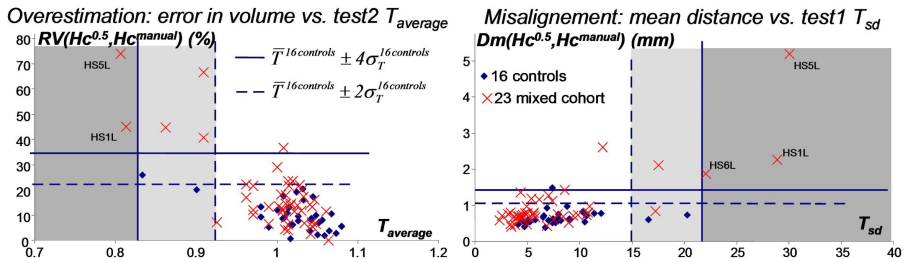 Overestimation: error in volume vs. test2 Taverage
RV(Hc0.5,Hcmanual) (%)
80
70
60
50
40
30
20
10
0
HS5L
HS1L
T̅16controls ± 4σT16controls
T̅16controls ± 2σT16controls
Taverage
0.7 0.8 0.9 1.0 1.1 1.2
Misalignement: mean distance vs. test1 Tsd
Dm(Hc0.5,Hcmanual) (mm)
5
4
3
2
1
0
16 controls
23 mixed cohort
HS5L
HS6L
HS1L
Tsd
0 5 10 15 20 25 30 35 40